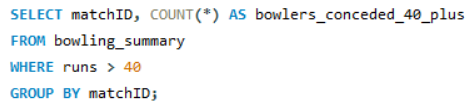 SELECT matchID, COUNT(*) AS bowlers_conceded_40_plus
FROM bowling_summary
WHERE runs > 40
GROUP BY matchID;